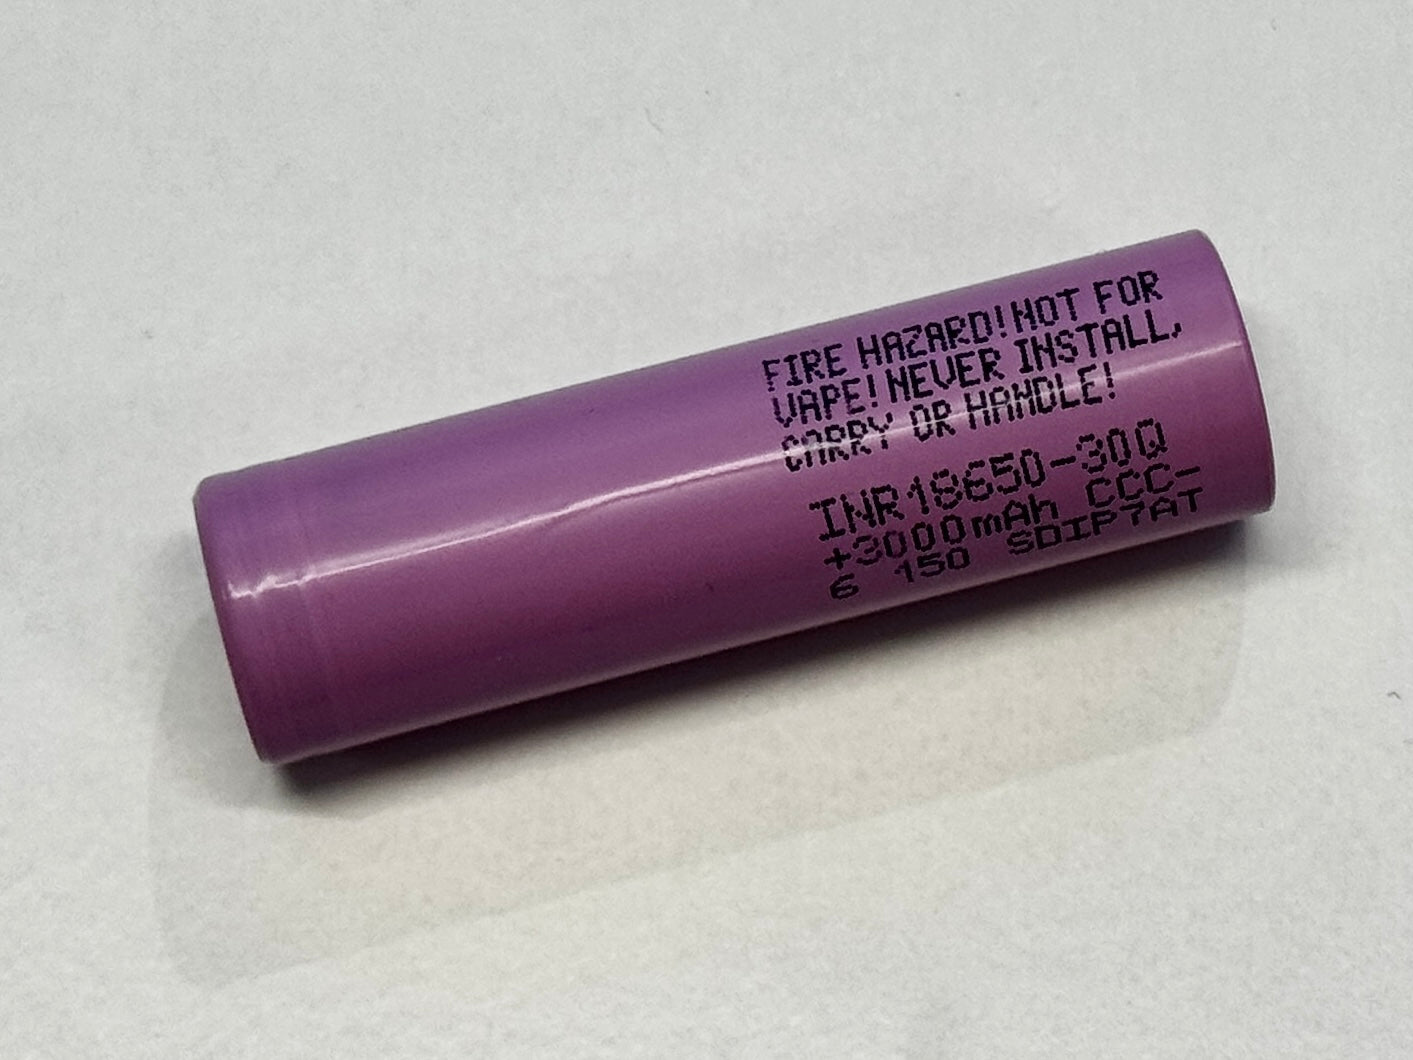 FIRE HAZARD! NOT FOR
VAPE! NEVER INSTALL,
CARRY OR HANDLE!
INR18650-30Q
+3000mAh CCC-
6 150 SDIP7AT